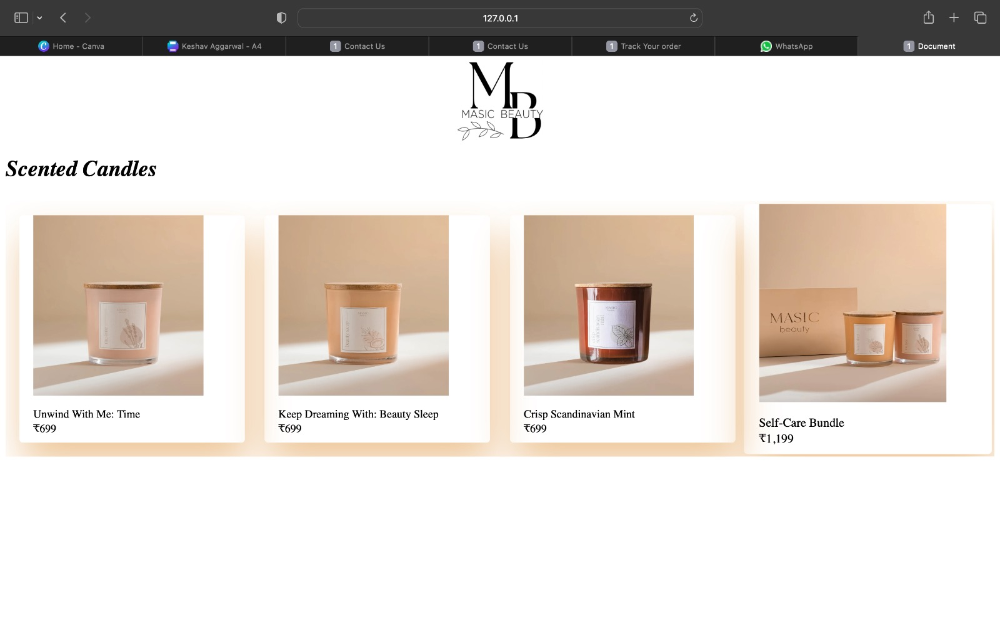 127.0.0.1
Home - Canva
Keshav Aggarwal - A4
1 Contact Us
1 Contact Us
1 Track Your order
WhatsApp
1 Document
MB
MASIC BEAUTY
Scented Candles
MASIC
beauty
Unwind With Me: Time
₹699
Keep Dreaming With: Beauty Sleep
₹699
Crisp Scandinavian Mint
₹699
Self-Care Bundle
₹1,199